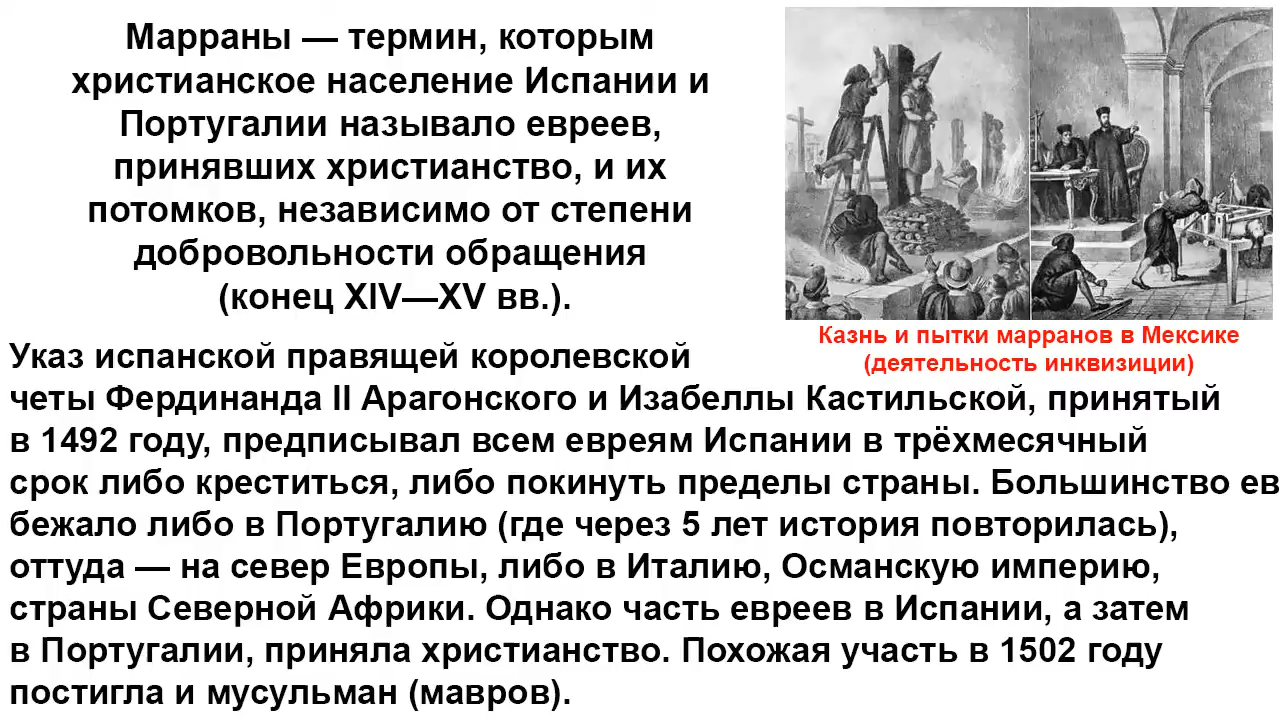 Марраны — термин, которым
христианское население Испании и
Португалии называло евреев,
принявших христианство, и их
потомков, независимо от степени
добровольности обращения
(конец XIV—XV вв.).
Казнь и пытки марранов в Мексике
(деятельность инквизиции)
Указ испанской правящей королевской
четы Фердинанда II Арагонского и Изабеллы Кастильской, принятый
в 1492 году, предписывал всем евреям Испании в трёхмесячный
срок либо креститься, либо покинуть пределы страны. Большинство ев
бежало либо в Португалию (где через 5 лет история повторилась),
оттуда — на север Европы, либо в Италию, Османскую империю,
страны Северной Африки. Однако часть евреев в Испании, а затем
в Португалии, приняла христианство. Похожая участь в 1502 году
постигла и мусульман (мавров).